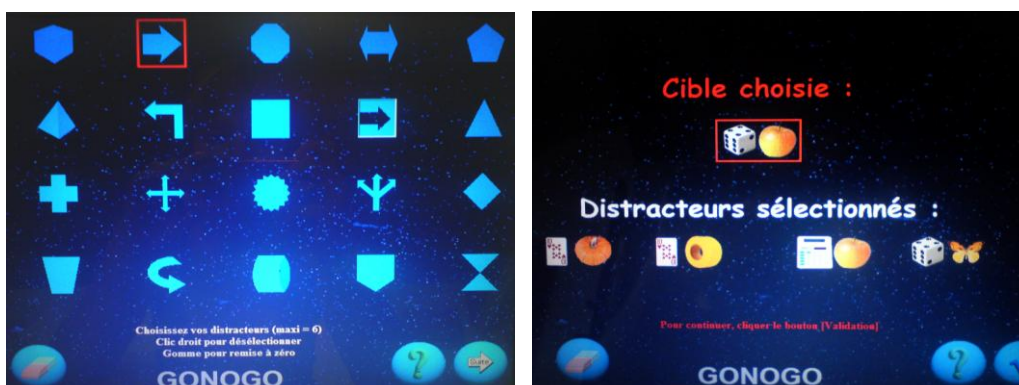 Choisissez vos distracteurs (maxi = 6)
Clic droit pour désélectionner
Gomme pour remise à zéro
?
Suite
GONOGO
Cible choisie :
Distracteurs sélectionnés :
Pour continuer, cliquer le bouton [Validation]
?
GONOGO